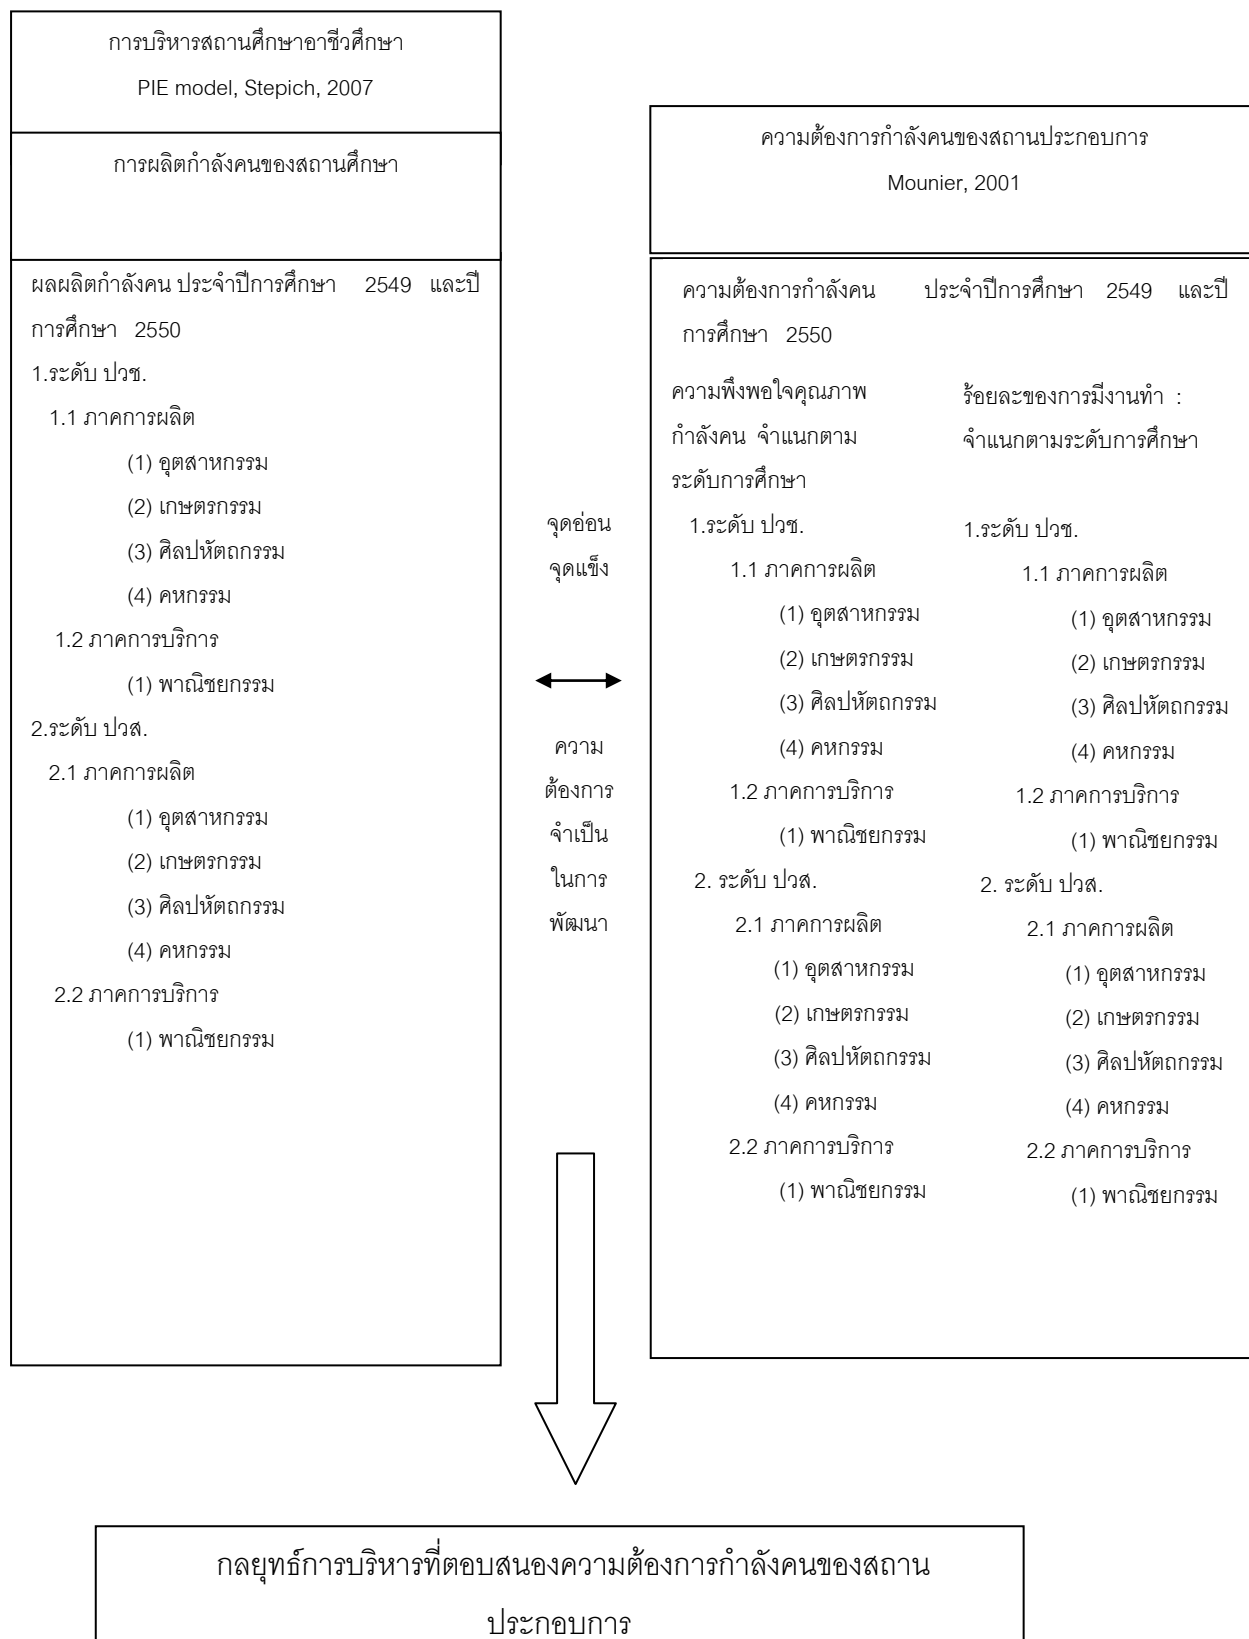 การบริหารสถานศึกษาอาชีวศึกษา
PIE model, Stepich, 2007
การผลิตกำลังคนของสถานศึกษา
ผลผลิตกำลังคน ประจำปีการศึกษา 2549 และปี
การศึกษา 2550
1.ระดับ ปวช.
1.1 ภาคการผลิต
(1) อุตสาหกรรม
(2) เกษตรกรรม
(3) ศิลปหัตถกรรม
(4) คหกรรม
1.2 ภาคการบริการ
(1) พาณิชยกรรม
2.ระดับ ปวส.
2.1 ภาคการผลิต
(1) อุตสาหกรรม
(2) เกษตรกรรม
(3) ศิลปหัตถกรรม
(4) คหกรรม
2.2 ภาคการบริการ
(1) พาณิชยกรรม
จุดอ่อน
จุดแข็ง
ความ
ต้องการ
จำเป็น
ในการ
พัฒนา
ความต้องการกำลังคนของสถานประกอบการ
Mounier, 2001
ความต้องการกำลังคน ประจำปีการศึกษา 2549 และปี
การศึกษา 2550
ความพึงพอใจคุณภาพ
กำลังคน จำแนกตาม
ระดับการศึกษา
1.ระดับ ปวช.
1.1 ภาคการผลิต
(1) อุตสาหกรรม
(2) เกษตรกรรม
(3) ศิลปหัตถกรรม
(4) คหกรรม
1.2 ภาคการบริการ
(1) พาณิชยกรรม
2. ระดับ ปวส.
2.1 ภาคการผลิต
(1) อุตสาหกรรม
(2) เกษตรกรรม
(3) ศิลปหัตถกรรม
(4) คหกรรม
2.2 ภาคการบริการ
(1) พาณิชยกรรม
ร้อยละของการมีงานทำ :
จำแนกตามระดับการศึกษา
1.ระดับ ปวช.
1.1 ภาคการผลิต
(1) อุตสาหกรรม
(2) เกษตรกรรม
(3) ศิลปหัตถกรรม
(4) คหกรรม
1.2 ภาคการบริการ
(1) พาณิชยกรรม
2. ระดับ ปวส.
2.1 ภาคการผลิต
(1) อุตสาหกรรม
(2) เกษตรกรรม
(3) ศิลปหัตถกรรม
(4) คหกรรม
2.2 ภาคการบริการ
(1) พาณิชยกรรม
กลยุทธ์การบริหารที่ตอบสนองความต้องการกำลังคนของสถาน
ประกอบการ